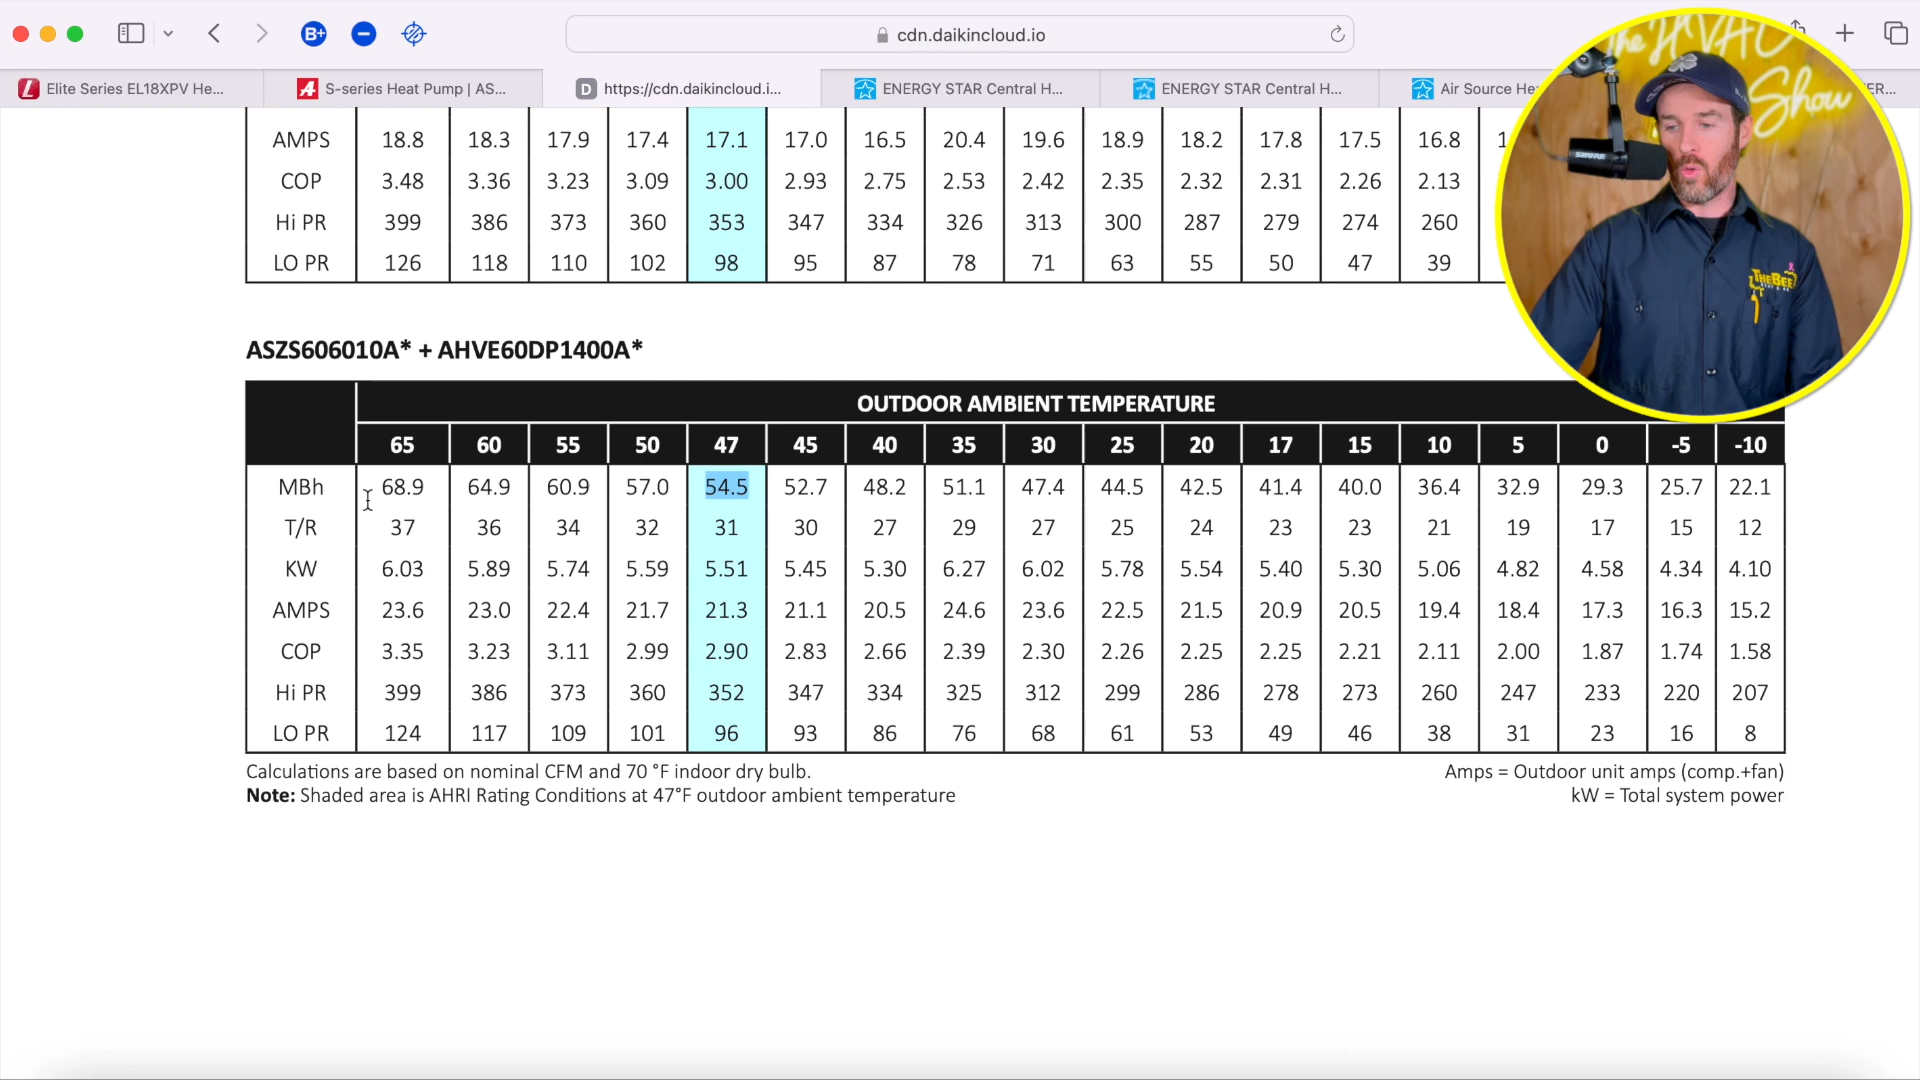 B+
cdn.daikincloud.io
Elite Series EL18XPV He...
S-series Heat Pump | AS...
D https://cdn.daikincloud.i...
ENERGY STAR Central H...
ENERGY STAR Central H...
Air Source He
ER...
The HVAC
Show
SHURE
THE BEE
AMPS 18.8 18.3 17.9 17.4 17.1 17.0 16.5 20.4 19.6 18.9 18.2 17.8 17.5 16.8
COP 3.48 3.36 3.23 3.09 3.00 2.93 2.75 2.53 2.42 2.35 2.32 2.31 2.26 2.13
Hi PR 399 386 373 360 353 347 334 326 313 300 287 279 274 260
LO PR 126 118 110 102 98 95 87 78 71 63 55 50 47 39
ASZS606010A* + AHVE60DP1400A*
OUTDOOR AMBIENT TEMPERATURE
65 60 55 50 47 45 40 35 30 25 20 17 15 10 5 0 -5 -10
MBh 68.9 64.9 60.9 57.0 54.5 52.7 48.2 51.1 47.4 44.5 42.5 41.4 40.0 36.4 32.9 29.3 25.7 22.1
T/R 37 36 34 32 31 30 27 29 27 25 24 23 23 21 19 17 15 12
KW 6.03 5.89 5.74 5.59 5.51 5.45 5.30 6.27 6.02 5.78 5.54 5.40 5.30 5.06 4.82 4.58 4.34 4.10
AMPS 23.6 23.0 22.4 21.7 21.3 21.1 20.5 24.6 23.6 22.5 21.5 20.9 20.5 19.4 18.4 17.3 16.3 15.2
COP 3.35 3.23 3.11 2.99 2.90 2.83 2.66 2.39 2.30 2.26 2.25 2.25 2.21 2.11 2.00 1.87 1.74 1.58
Hi PR 399 386 373 360 352 347 334 325 312 299 286 278 273 260 247 233 220 207
LO PR 124 117 109 101 96 93 86 76 68 61 53 49 46 38 31 23 16 8
Calculations are based on nominal CFM and 70 °F indoor dry bulb.
Amps = Outdoor unit amps (comp.+fan)
Note: Shaded area is AHRI Rating Conditions at 47°F outdoor ambient temperature
kW = Total system power